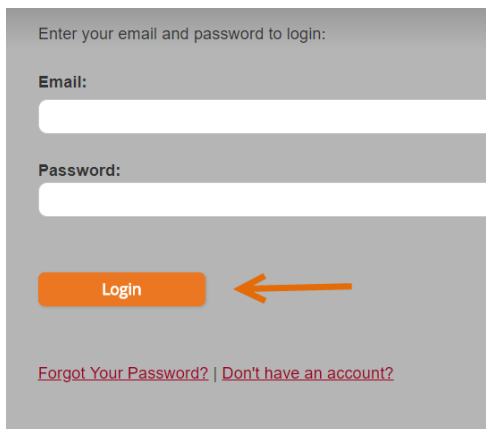 Enter your email and password to login:
Email:
Password:
Login
Forgot Your Password? | Don't have an account?